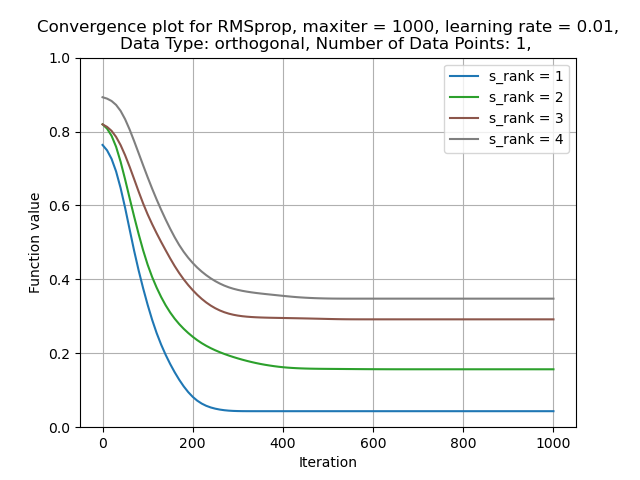 Convergence plot for RMSprop, maxiter = 1000, learning rate = 0.01,
Data Type: orthogonal, Number of Data Points: 1,
1.0
0.8
0.6
0.4
0.2
0.0
Function value
s_rank = 1
s_rank = 2
s_rank = 3
s_rank = 4
0 200 400 600 800 1000
Iteration